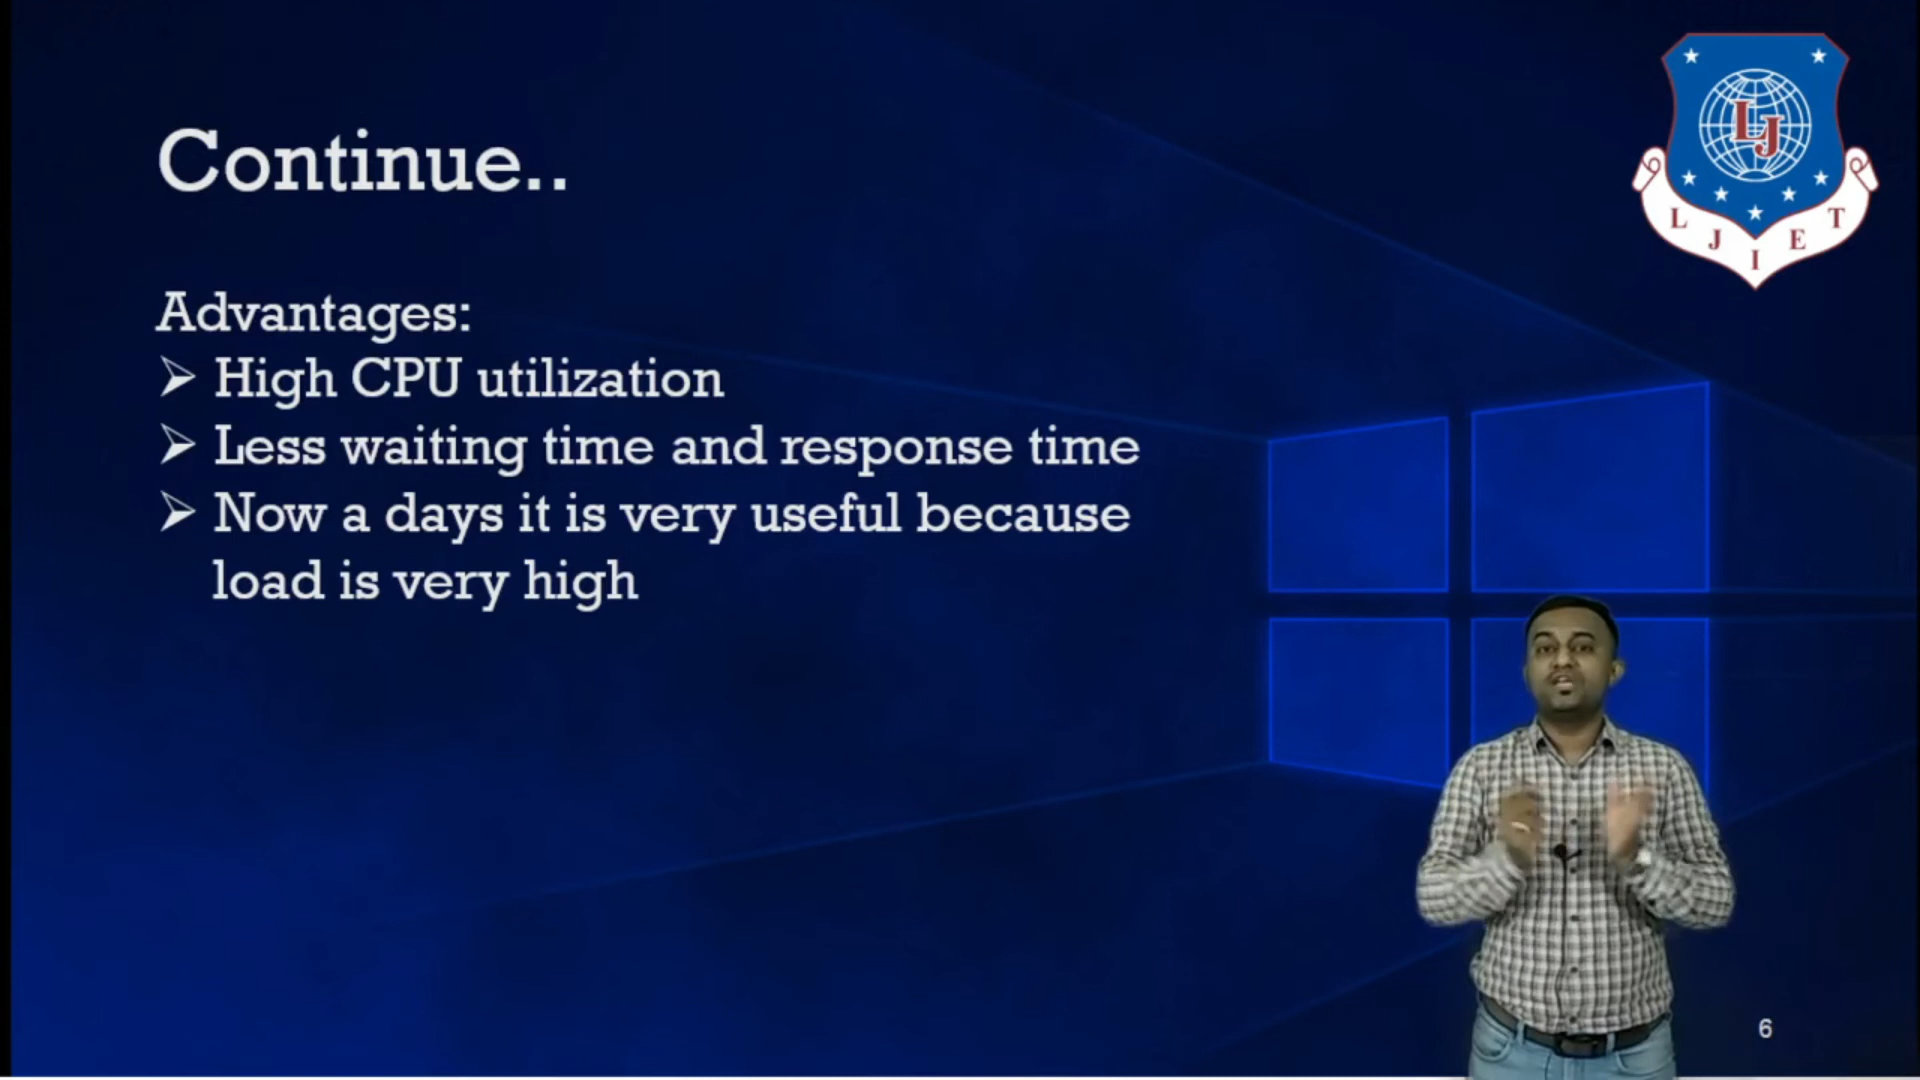 Continue..
Advantages:
➢ High CPU utilization
➢ Less waiting time and response time
➢ Now a days it is very useful because
load is very high
LJ
L J I E T
6